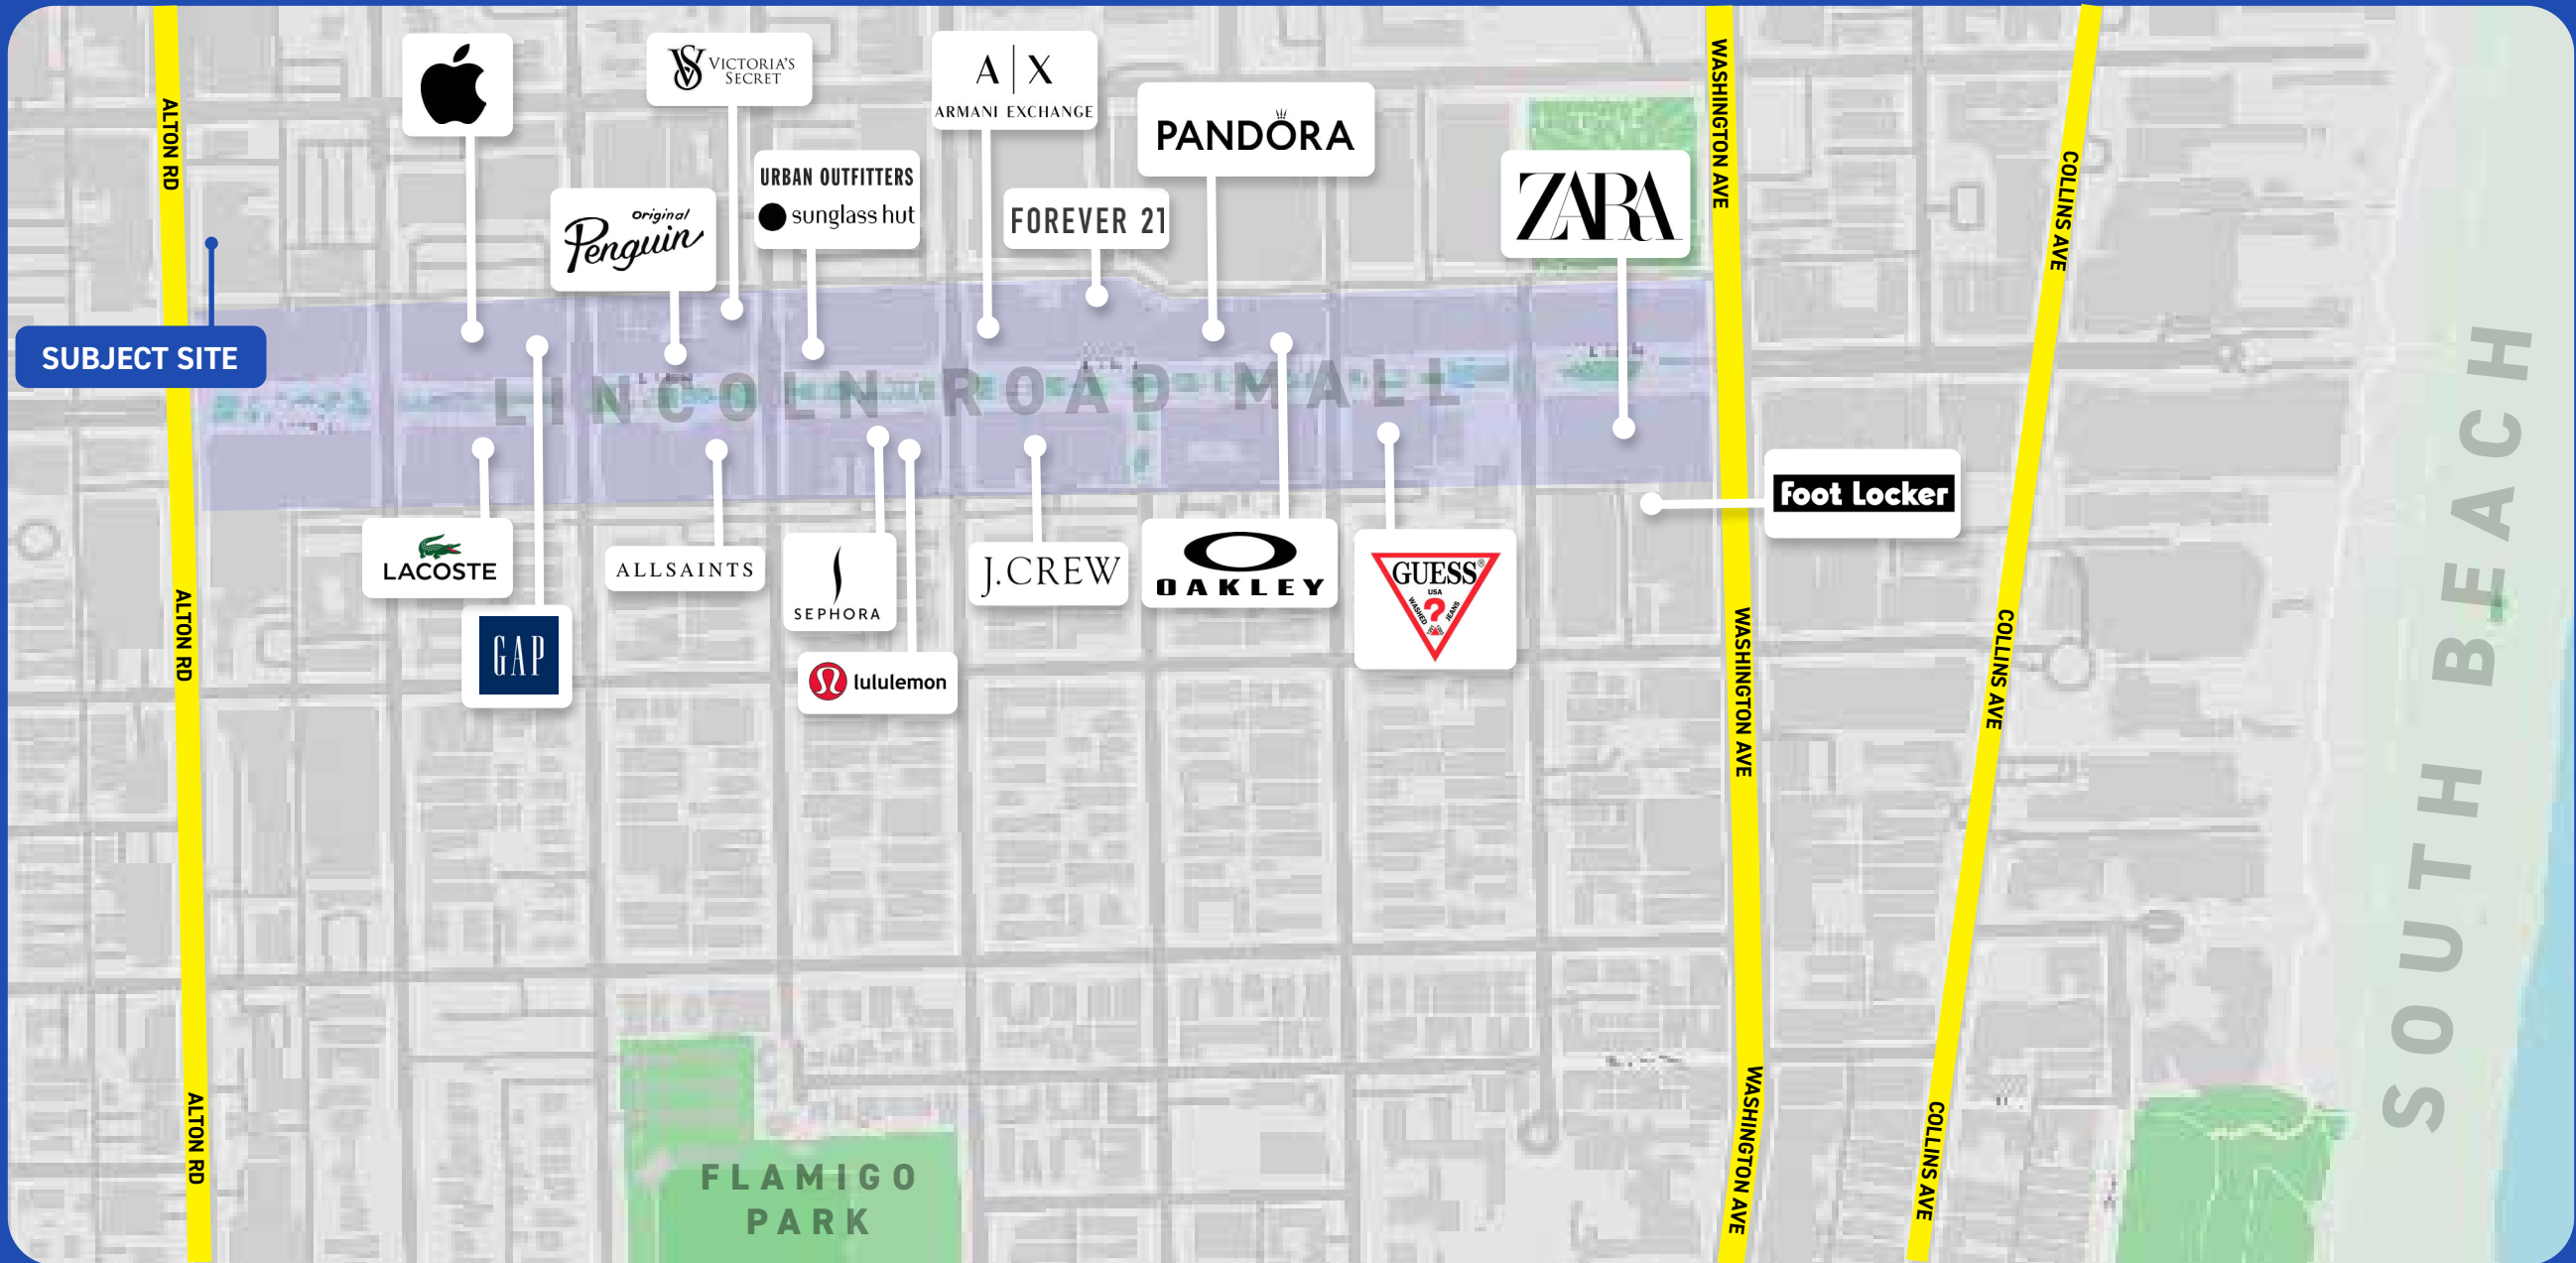 ALTON RD
VICTORIA'S
SECRET
A|X
ARMANI EXCHANGE
PANDORA
WASHINGTON AVE
COLLINS AVE
URBAN OUTFITTERS
sunglass hut
Original
Penguin
FOREVER 21
ZARA
SUBJECT SITE
LINCOLN ROAD MALL
SOUTH BEACH
Foot Locker
LACOSTE
ALLSAINTS
SEPHORA
J.CREW
OAKLEY
GUESS®
USA
WASHED
?
JEANS
ALTON RD
GAP
lululemon
WASHINGTON AVE
COLLINS AVE
ALTON RD
WASHINGTON AVE
COLLINS AVE
FLAMIGO
PARK